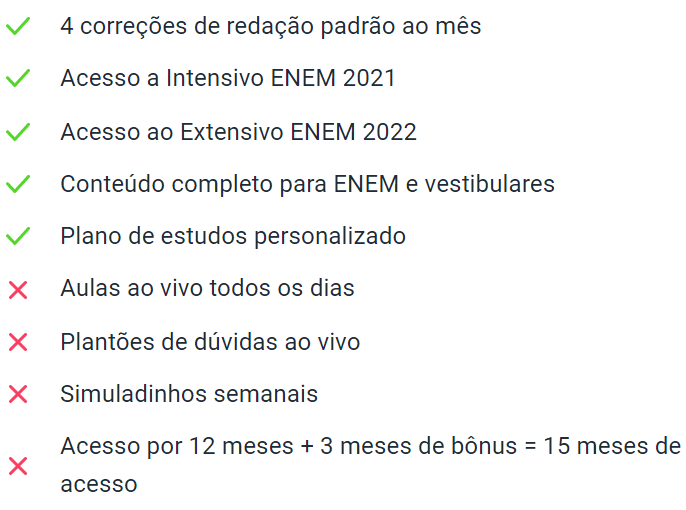 4 correções de redação padrão ao mês
Acesso a Intensivo ENEM 2021
Acesso ao Extensivo ENEM 2022
Conteúdo completo para ENEM e vestibulares
Plano de estudos personalizado
Aulas ao vivo todos os dias
Plantões de dúvidas ao vivo
Simuladinhos semanais
Acesso por 12 meses + 3 meses de bônus = 15 meses de
acesso